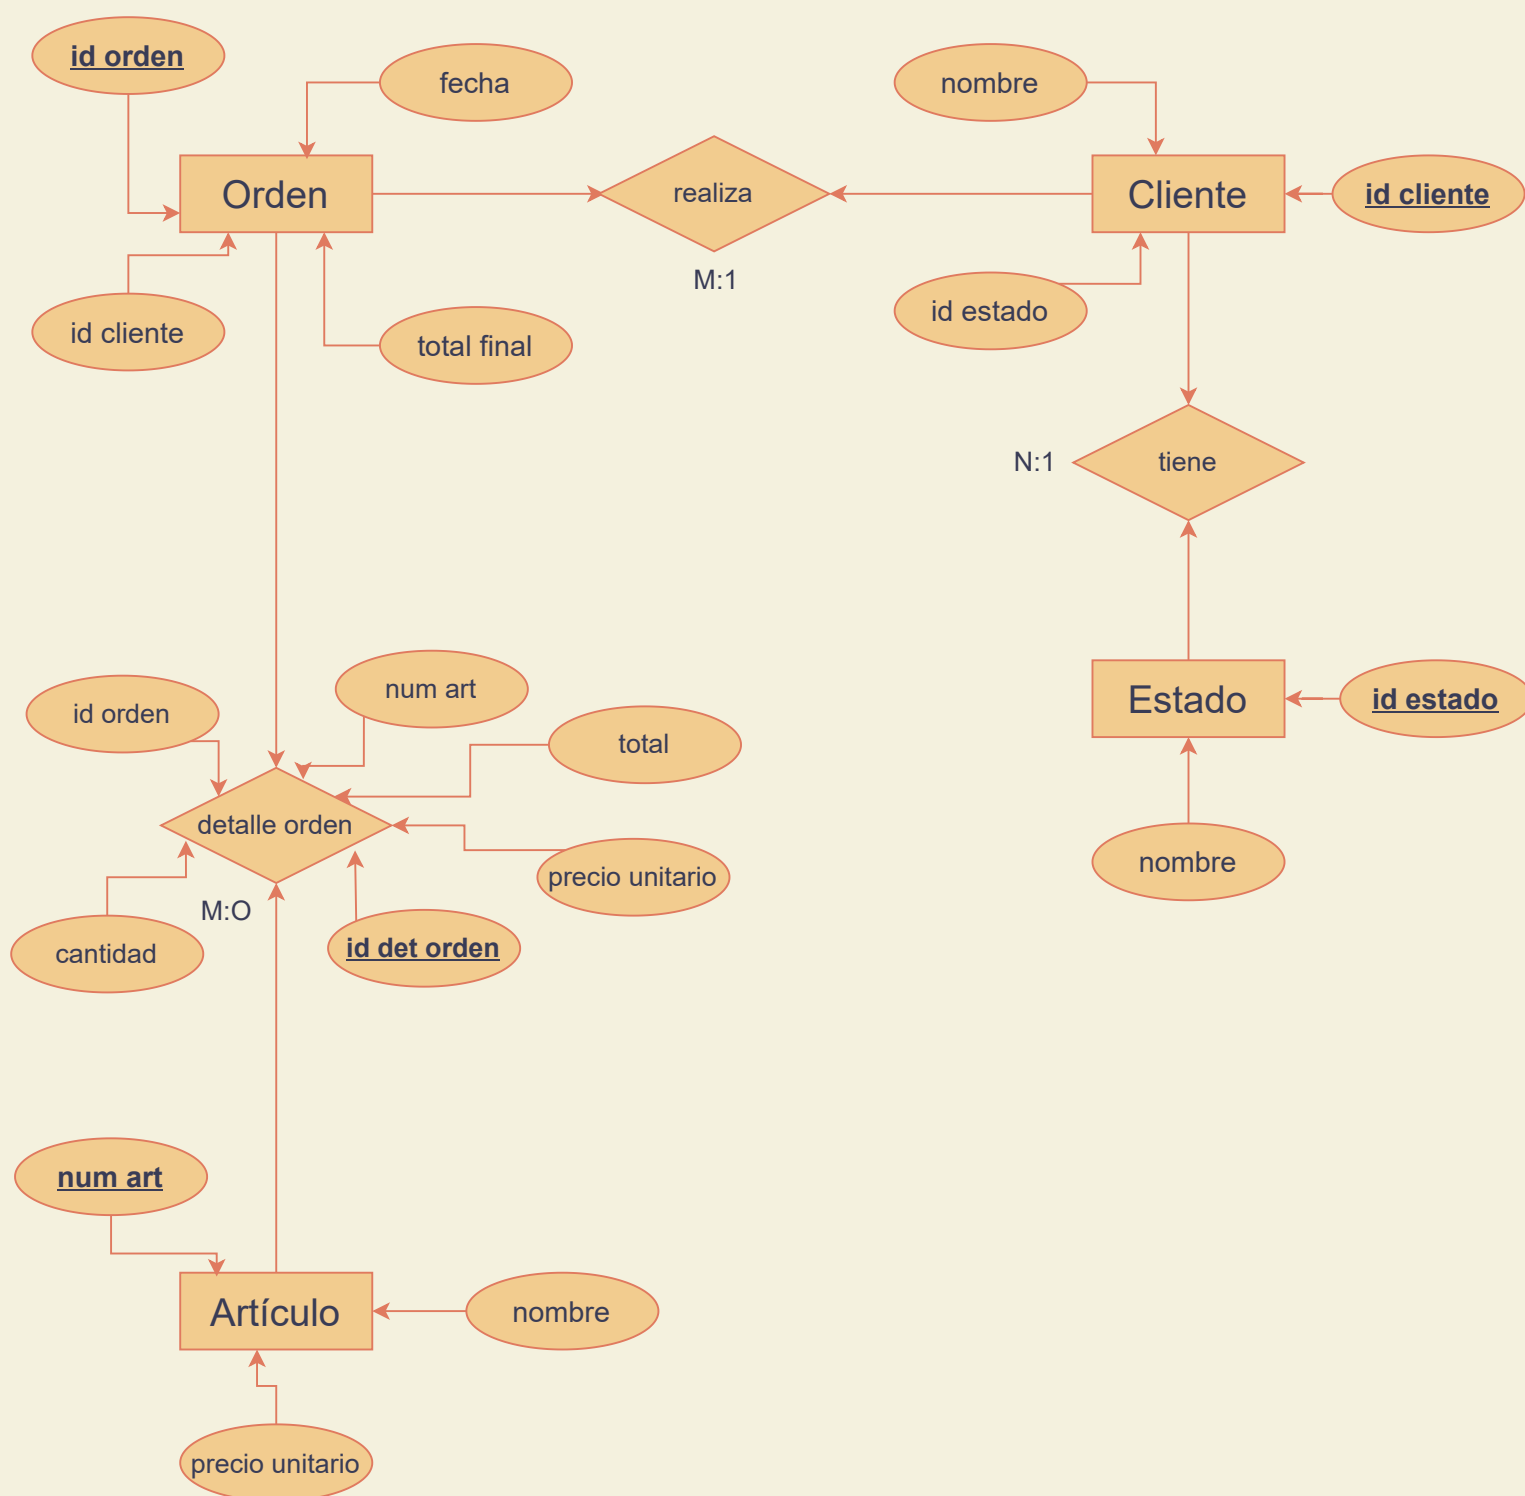 id orden
fecha
nombre
Orden
realiza
Cliente
id cliente
M:1
id cliente
total final
id estado
N:1
tiene
id orden
num art
total
Estado
id estado
detalle orden
precio unitario
nombre
M:O
cantidad
id det orden
num art
Artículo
nombre
precio unitario